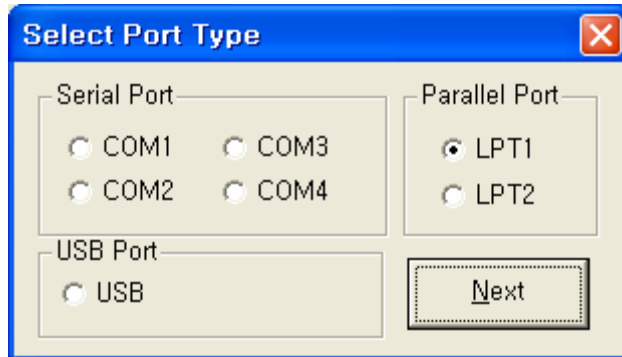 Select Port Type
Serial Port
COM1 COM3
COM2 COM4
Parallel Port
LPT1
LPT2
USB Port
USB
Next